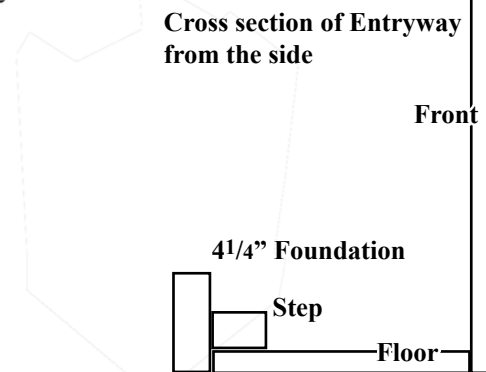 Cross section of Entryway
from the side
Front
41/4” Foundation
Step
Floor